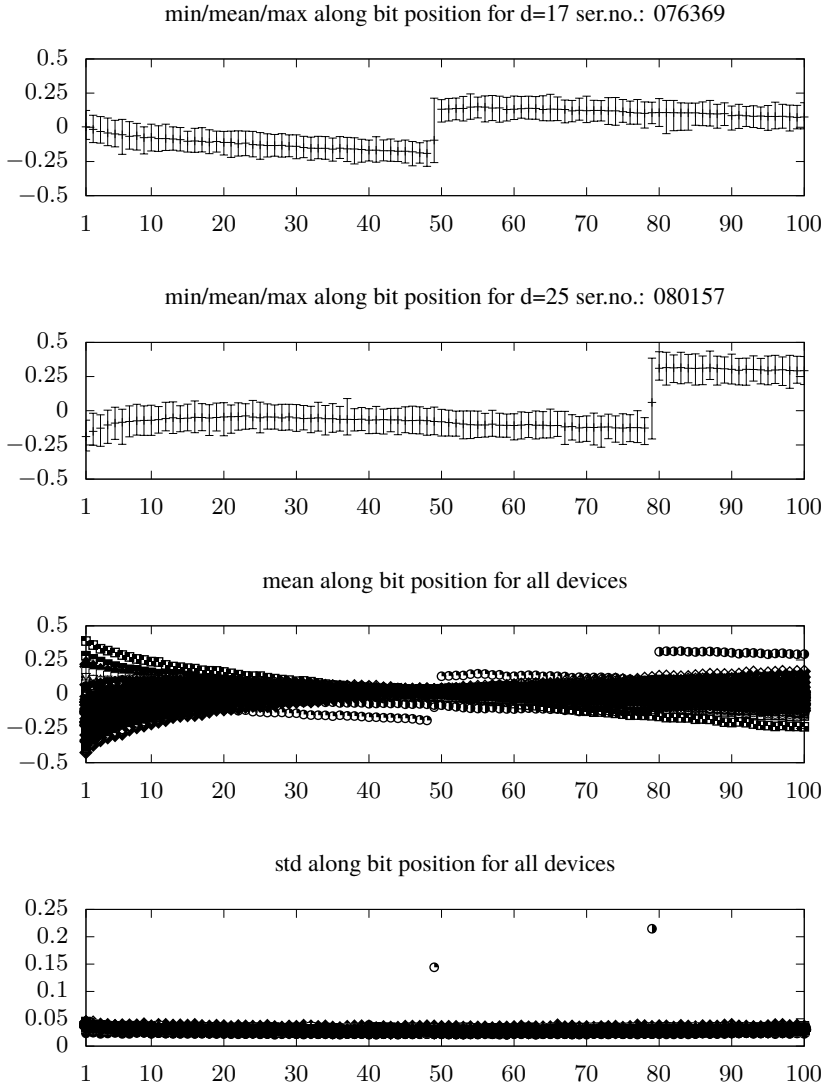 min/mean/max along bit position for d=17 ser.no.: 076369
0.5
0.25
0
−0.25
−0.5
1 10 20 30 40 50 60 70 80 90 100
min/mean/max along bit position for d=25 ser.no.: 080157
0.5
0.25
0
−0.25
−0.5
1 10 20 30 40 50 60 70 80 90 100
mean along bit position for all devices
0.5
0.25
0
−0.25
−0.5
1 10 20 30 40 50 60 70 80 90 100
std along bit position for all devices
0.25
0.2
0.15
0.1
0.05
0
1 10 20 30 40 50 60 70 80 90 100